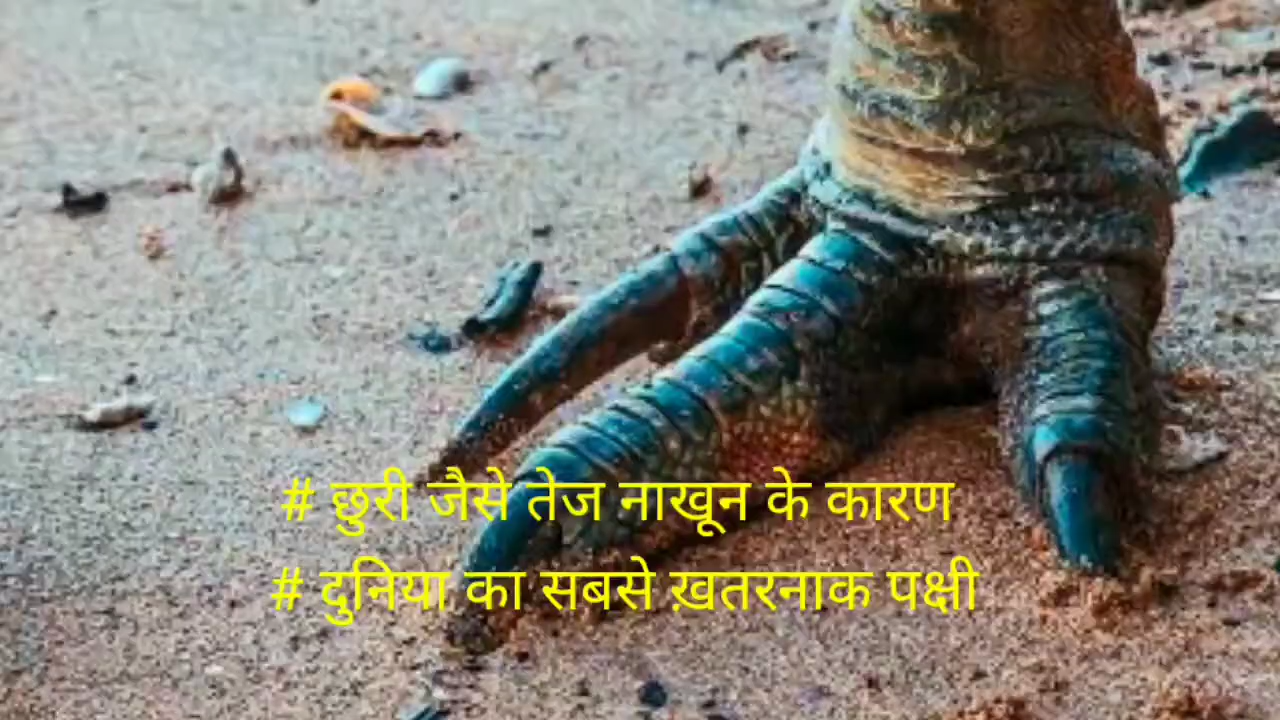 # छुरी जैसे तेज नाखून के कारण
# दुनिया का सबसे ख़तरनाक पक्षी